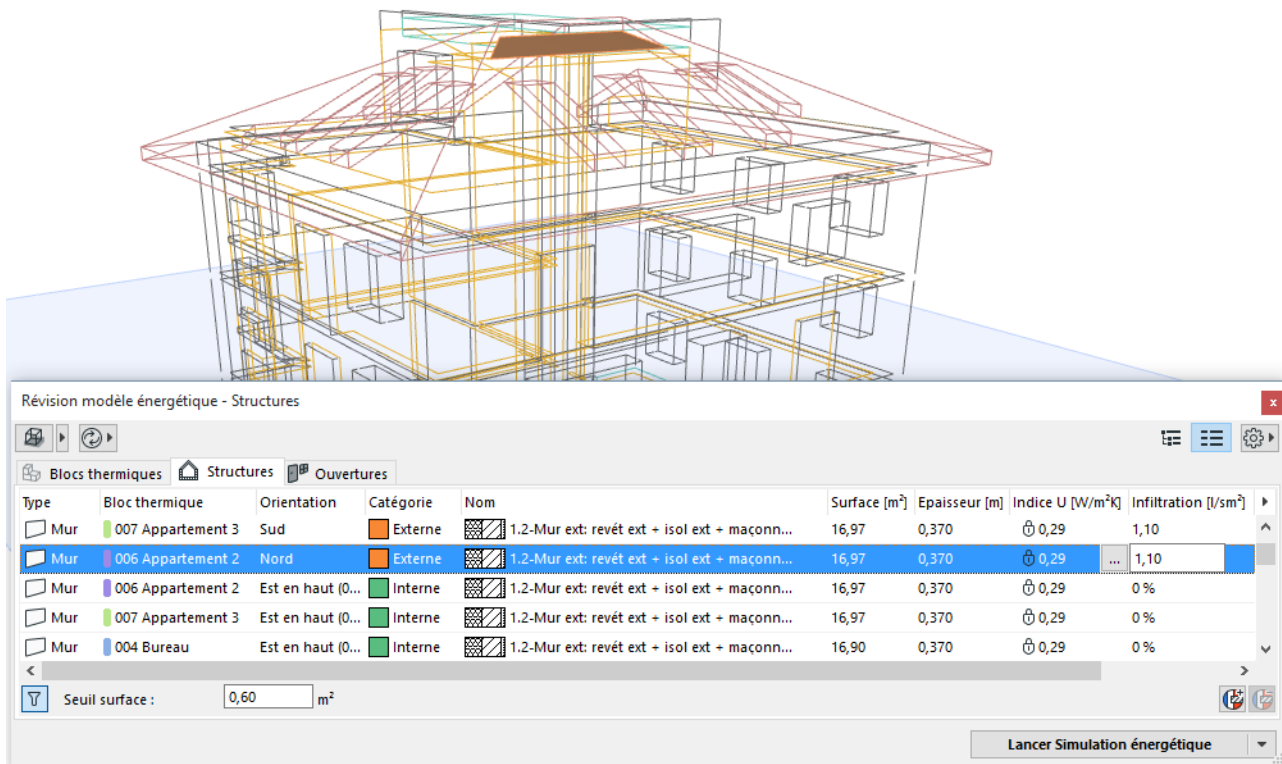 Révision modèle énergétique - Structures
x
Blocs thermiques Structures Ouvertures
Type Bloc thermique Orientation Catégorie Nom Surface [m²] Epaisseur [m] Indice U [W/m²K] Infiltration [l/sm²]
Mur 007 Appartement 3 Sud Externe 1.2-Mur ext: revét ext + isol ext + maçonn... 16,97 0,370 0,29 1,10
Mur 006 Appartement 2 Nord Externe 1.2-Mur ext: revét ext + isol ext + maçonn... 16,97 0,370 0,29 ... 1,10
Mur 006 Appartement 2 Est en haut (0... Interne 1.2-Mur ext: revét ext + isol ext + maçonn... 16,97 0,370 0,29 0 %
Mur 007 Appartement 3 Est en haut (0... Interne 1.2-Mur ext: revét ext + isol ext + maçonn... 16,97 0,370 0,29 0 %
Mur 004 Bureau Est en haut (0... Interne 1.2-Mur ext: revét ext + isol ext + maçonn... 16,90 0,370 0,29 0 %
Seuil surface : 0,60 m²
Lancer Simulation énergétique